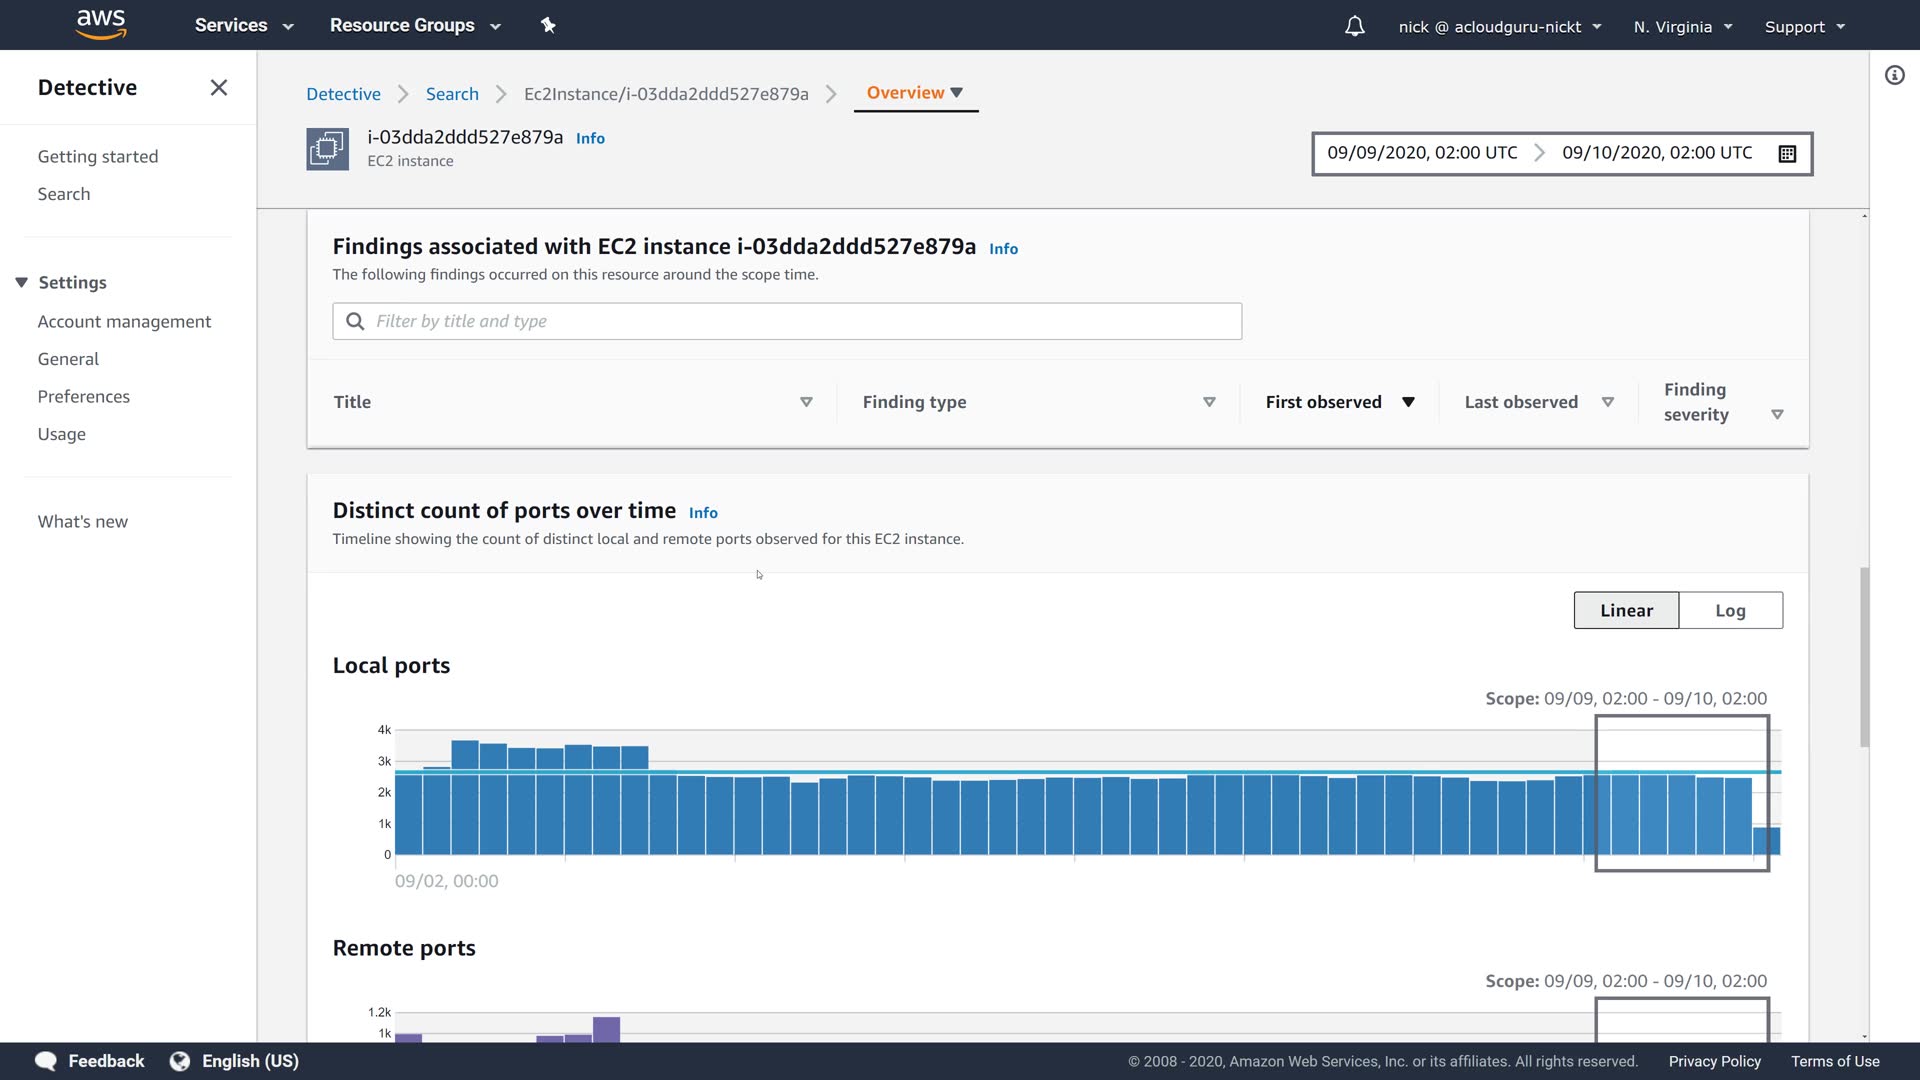 aws Services Resource Groups nick @ acloudguru-nickt N. Virginia Support
Detective
Getting started
Search
Settings
Account management
General
Preferences
Usage
What's new
Detective Search Ec2Instance/i-03dda2ddd527e879a Overview
i-03dda2ddd527e879a Info
EC2 instance
09/09/2020, 02:00 UTC 09/10/2020, 02:00 UTC
Findings associated with EC2 instance i-03dda2ddd527e879a Info
The following findings occurred on this resource around the scope time.
Filter by title and type
Title Finding type First observed Last observed Finding severity
Distinct count of ports over time Info
Timeline showing the count of distinct local and remote ports observed for this EC2 instance.
Linear Log
Local ports
Scope: 09/09, 02:00 - 09/10, 02:00
4k
3k
2k
1k
0
09/02, 00:00
Remote ports
Scope: 09/09, 02:00 - 09/10, 02:00
1.2k
1k
Feedback English (US) © 2008 - 2020, Amazon Web Services, Inc. or its affiliates. All rights reserved. Privacy Policy Terms of Use